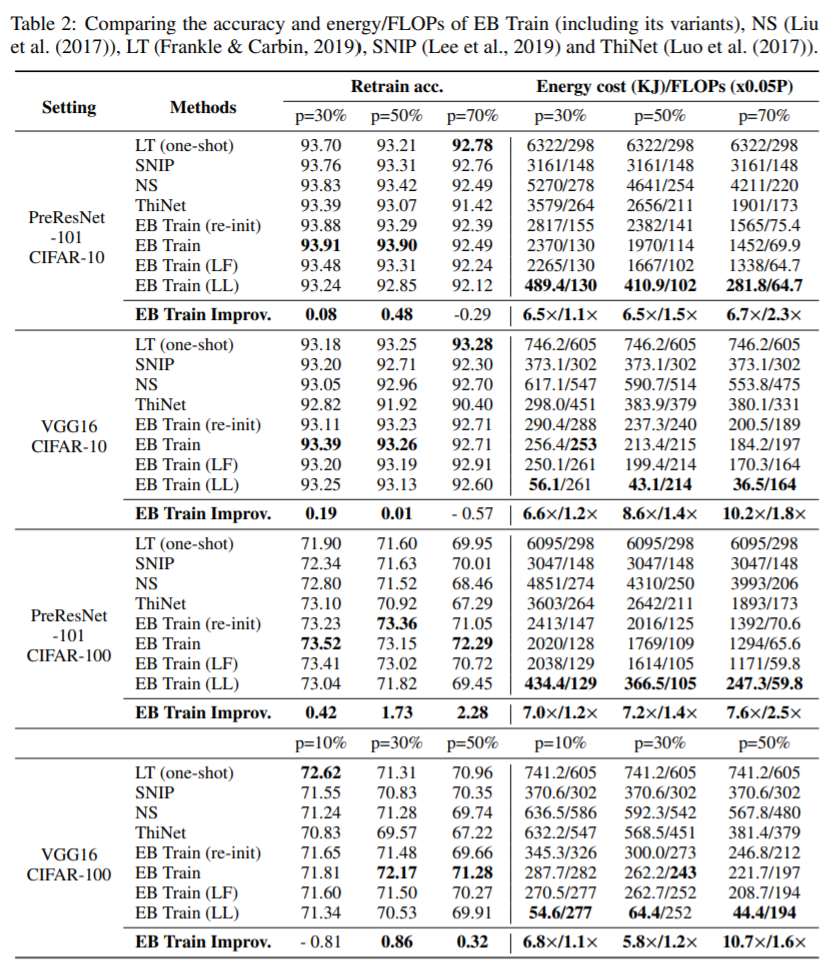 Table 2: Comparing the accuracy and energy/FLOPs of EB Train (including its variants), NS (Liu
et al. (2017)), LT (Frankle & Carbin, 2019), SNIP (Lee et al., 2019) and ThiNet (Luo et al. (2017)).
Setting Methods Retrain acc. Energy cost (KJ)/FLOPs (x0.05P)
p=30% p=50% p=70% p=30% p=50% p=70%
PreResNet
-101
CIFAR-10
LT (one-shot) 93.70 93.21 92.78 6322/298 6322/298 6322/298
SNIP 93.76 93.31 92.76 3161/148 3161/148 3161/148
NS 93.83 93.42 92.49 5270/278 4641/254 4211/220
ThiNet 93.39 93.07 91.42 3579/264 2656/211 1901/173
EB Train (re-init) 93.88 93.29 92.39 2817/155 2382/141 1565/75.4
EB Train 93.91 93.90 92.49 2370/130 1970/114 1452/69.9
EB Train (LF) 93.48 93.31 92.24 2265/130 1667/102 1338/64.7
EB Train (LL) 93.24 92.85 92.12 489.4/130 410.9/102 281.8/64.7
EB Train Improv. 0.08 0.48 -0.29 6.5×/1.1× 6.5×/1.5× 6.7×/2.3×
VGG16
CIFAR-10
LT (one-shot) 93.18 93.25 93.28 746.2/605 746.2/605 746.2/605
SNIP 93.20 92.71 92.30 373.1/302 373.1/302 373.1/302
NS 93.05 92.96 92.70 617.1/547 590.7/514 553.8/475
ThiNet 92.82 91.92 90.40 298.0/451 383.9/379 380.1/331
EB Train (re-init) 93.11 93.23 92.71 290.4/288 237.3/240 200.5/189
EB Train 93.39 93.26 92.71 256.4/253 213.4/215 184.2/197
EB Train (LF) 93.20 93.19 92.91 250.1/261 199.4/214 170.3/164
EB Train (LL) 93.25 93.13 92.60 56.1/261 43.1/214 36.5/164
EB Train Improv. 0.19 0.01 - 0.57 6.6×/1.2× 8.6×/1.4× 10.2×/1.8×
PreResNet
-101
CIFAR-100
LT (one-shot) 71.90 71.60 69.95 6095/298 6095/298 6095/298
SNIP 72.34 71.63 70.01 3047/148 3047/148 3047/148
NS 72.80 71.52 68.46 4851/274 4310/250 3993/206
ThiNet 73.10 70.92 67.29 3603/264 2642/211 1893/173
EB Train (re-init) 73.23 73.36 71.05 2413/147 2016/125 1392/70.6
EB Train 73.52 73.15 72.29 2020/128 1769/109 1294/65.6
EB Train (LF) 73.41 73.02 70.72 2038/129 1614/105 1171/59.8
EB Train (LL) 73.04 71.82 69.45 434.4/129 366.5/105 247.3/59.8
EB Train Improv. 0.42 1.73 2.28 7.0×/1.2× 7.2×/1.4× 7.6×/2.5×
p=10% p=30% p=50% p=10% p=30% p=50%
VGG16
CIFAR-100
LT (one-shot) 72.62 71.31 70.96 741.2/605 741.2/605 741.2/605
SNIP 71.55 70.83 70.35 370.6/302 370.6/302 370.6/302
NS 71.24 71.28 69.74 636.5/586 592.3/542 567.8/480
ThiNet 70.83 69.57 67.22 632.2/547 568.5/451 381.4/379
EB Train (re-init) 71.65 71.48 69.66 345.3/326 300.0/273 246.8/212
EB Train 71.81 72.17 71.28 287.7/282 262.2/243 221.7/197
EB Train (LF) 71.60 71.50 70.27 270.5/277 262.7/252 208.7/194
EB Train (LL) 71.34 70.53 69.91 54.6/277 64.4/252 44.4/194
EB Train Improv. - 0.81 0.86 0.32 6.8×/1.1× 5.8×/1.2× 10.7×/1.6×